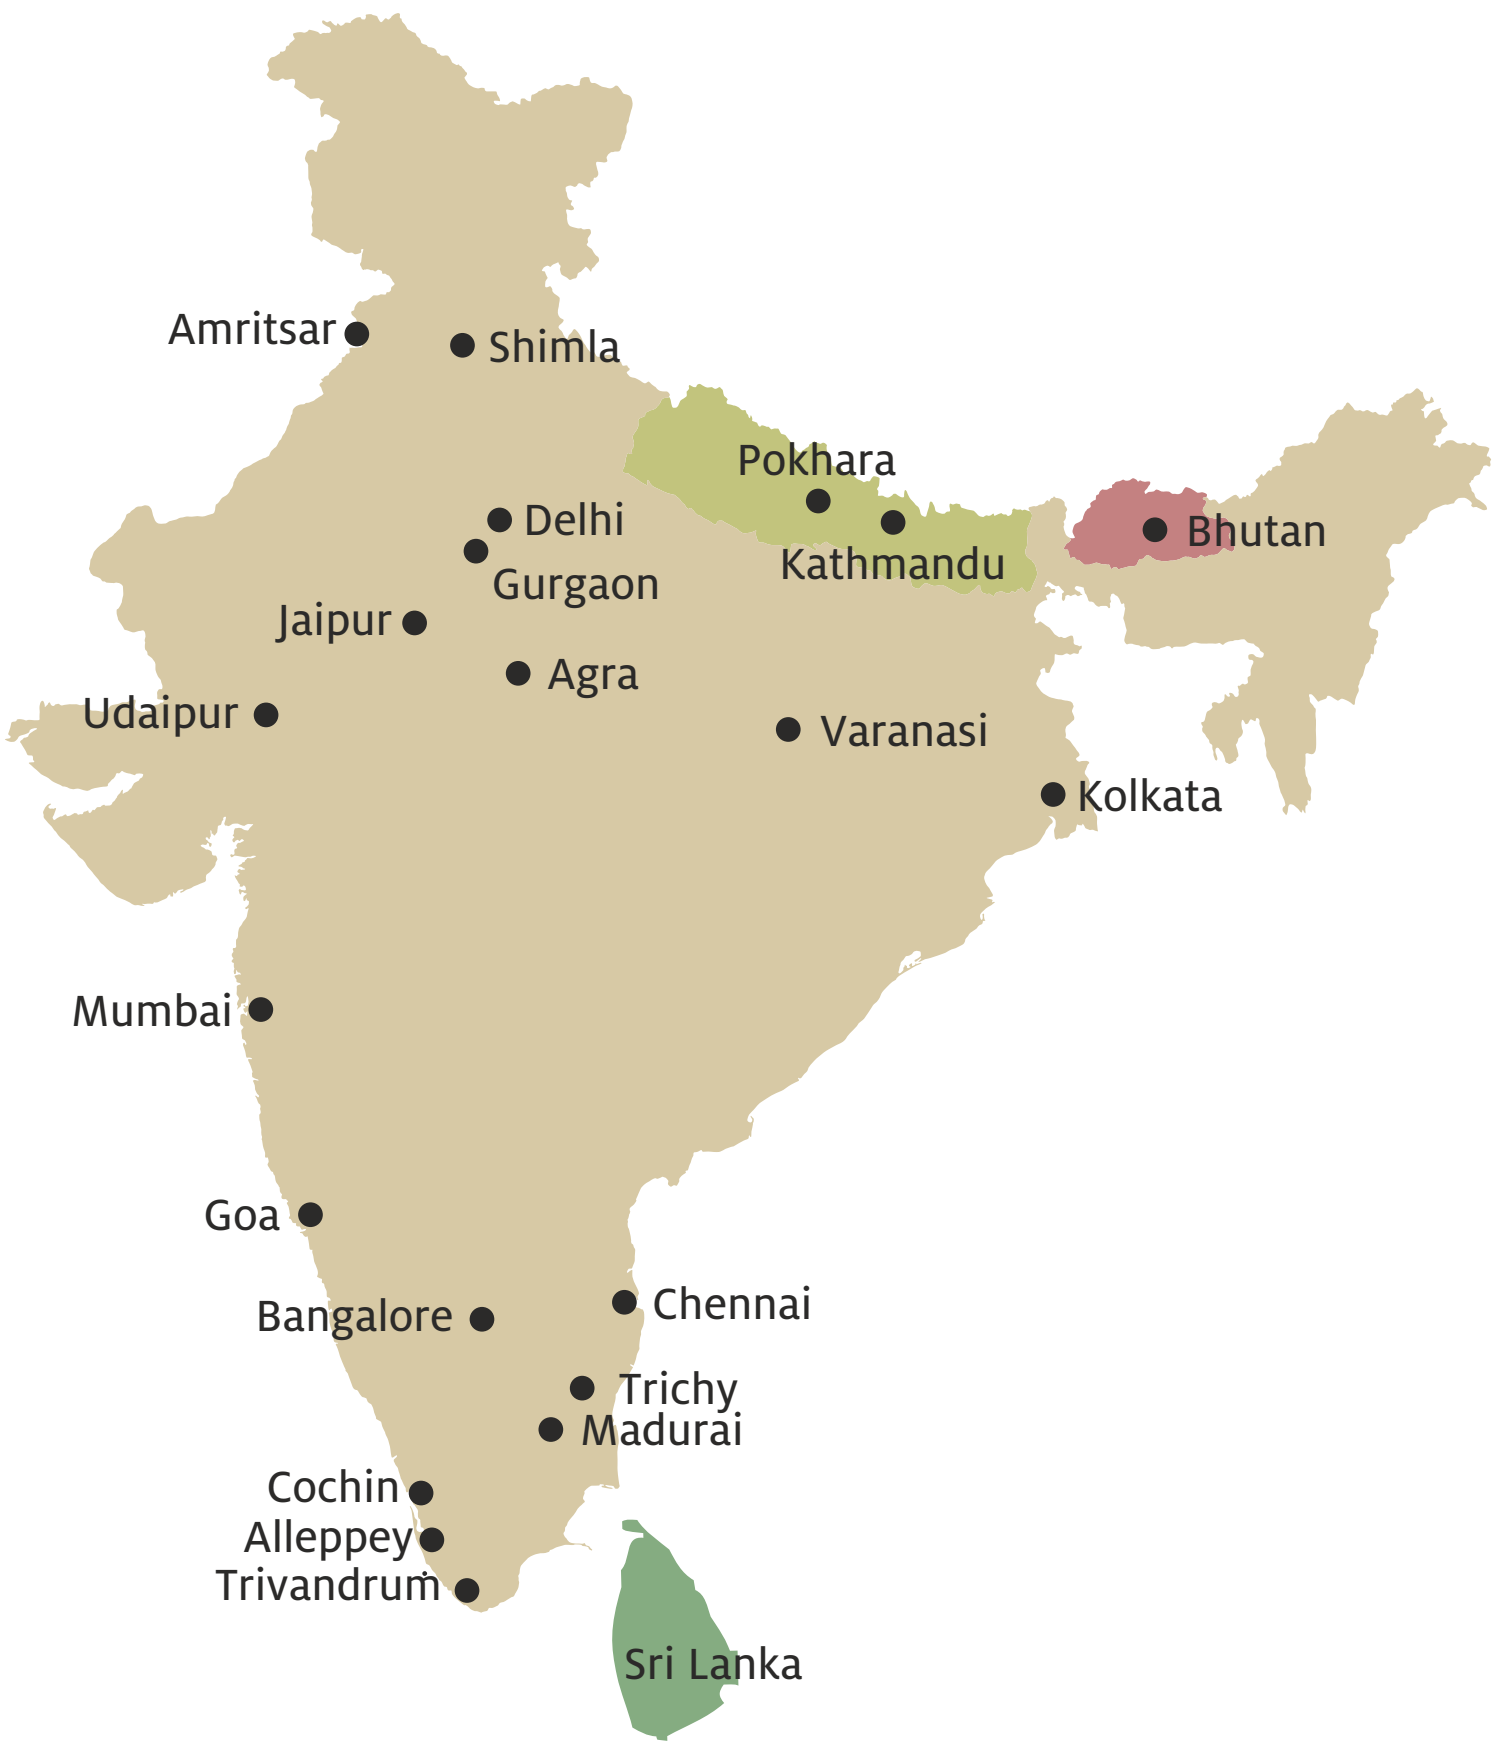 Amritsar
Shimla
Pokhara
Delhi
Bhutan
Kathmandu
Gurgaon
Jaipur
Agra
Udaipur
Varanasi
Kolkata
Mumbai
Goa
Chennai
Bangalore
Trichy
Madurai
Cochin
Alleppey
Trivandrum
Sri Lanka